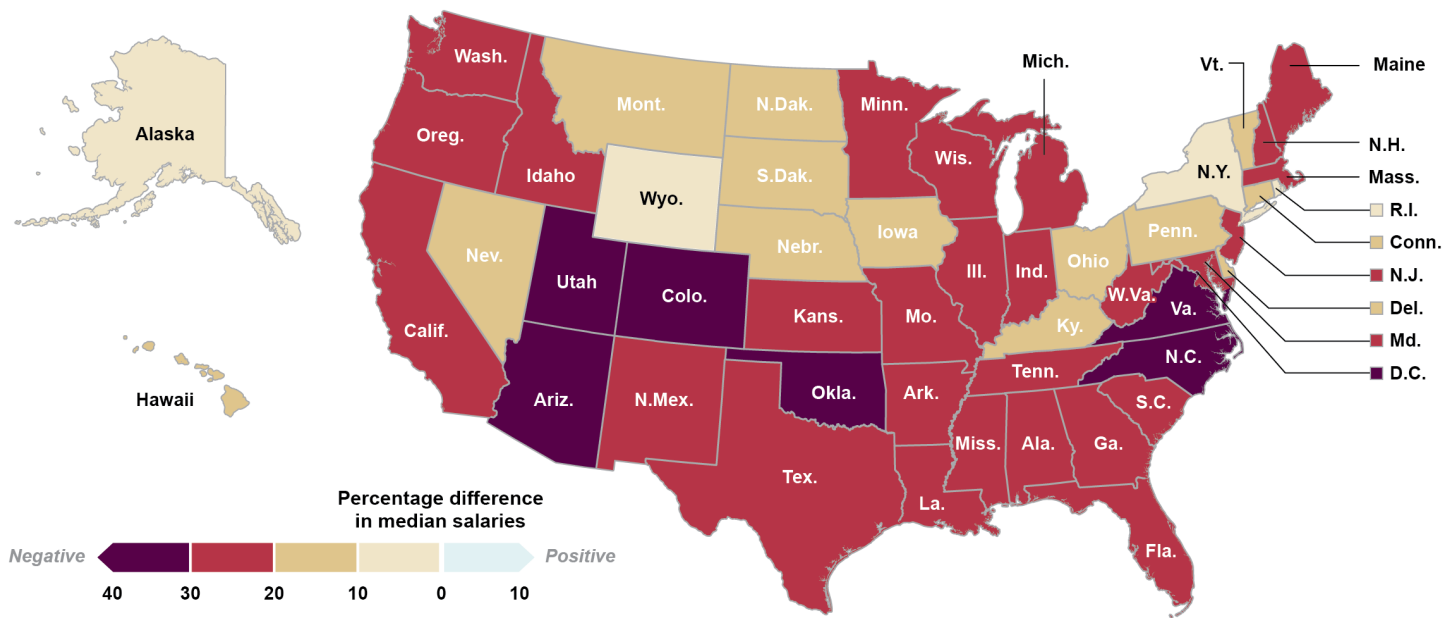 Wash.
Mich.
Vt.
Maine
Mont.
N.Dak.
Minn.
Alaska
Oreg.
N.H.
Wis.
Idaho
S.Dak.
N.Y.
Mass.
Wyo.
R.I.
Iowa
Penn.
Conn.
Nev.
Nebr.
Ohio
Ill.
Ind.
N.J.
Utah
Colo.
W.Va.
Del.
Va.
Calif.
Kans.
Mo.
Ky.
Md.
N.C.
Tenn.
D.C.
Hawaii
Ariz.
N.Mex.
Okla.
Ark.
S.C.
Miss.
Ala.
Ga.
Tex.
La.
Fla.
Percentage difference
in median salaries
Negative
Positive
40 30 20 10 0 10